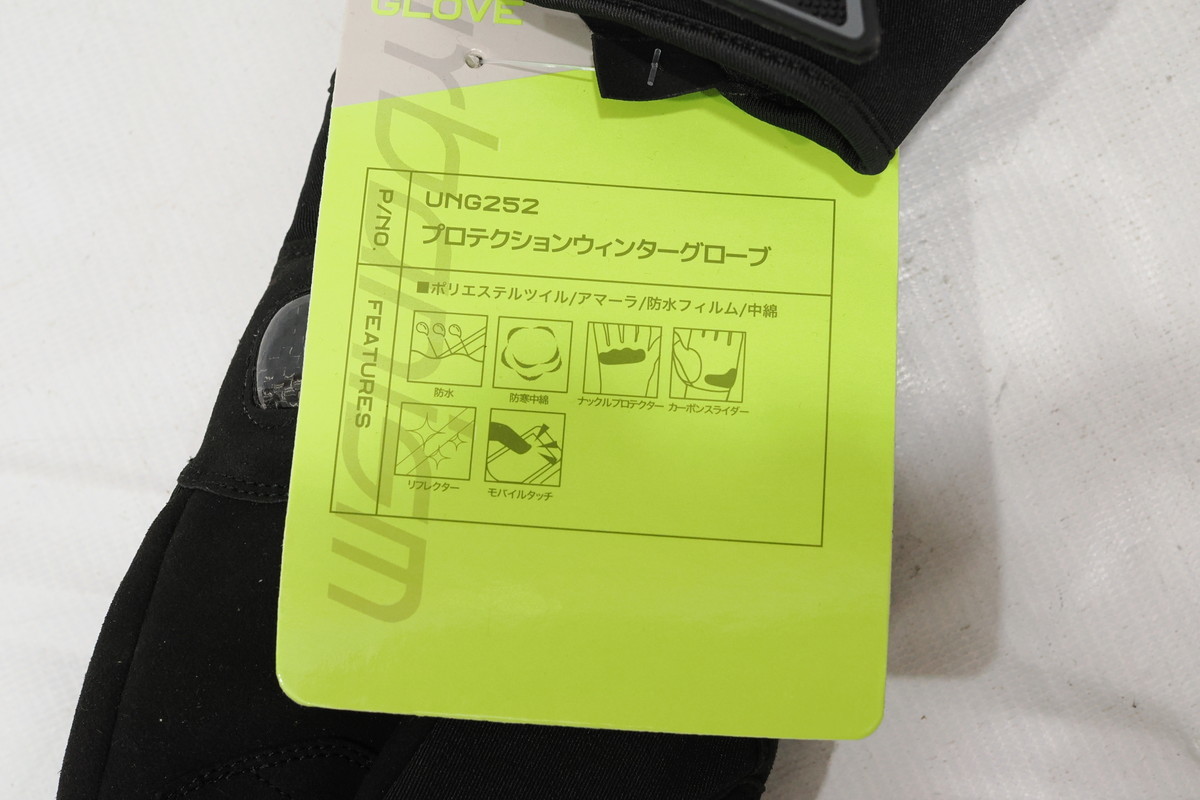 GLOVE
urbanism
P/NO.
UNG252
プロテクションウィンターグローブ
FEATURES
■ポリエステルツイル/アマーラ/防水フィルム/中綿
防水 防寒中綿 ナックルプロテクター カーボンスライダー
リフレクター モバイルタッチ